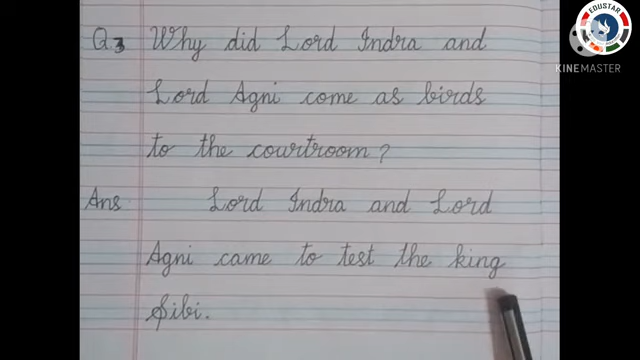 EDUSTAR
KINEMASTER
Q3 Why did Lord Indra and
Lord Agni come as birds
to the courtroom?
Ans Lord Indra and Lord
Agni came to test the king
Sibi.